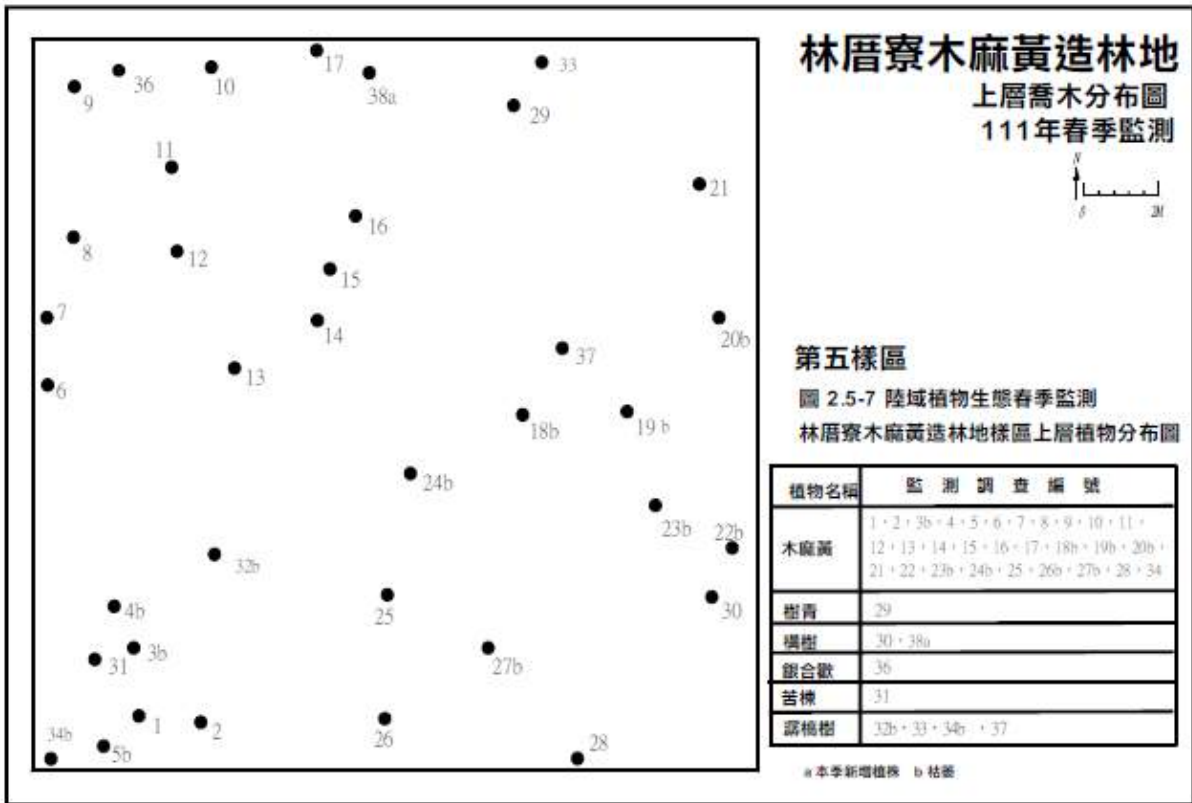 林厝寮木麻黃造林地
上層喬木分布圖
111年春季監測
N
0 2M
17
33
36
10
38a
9
29
11
21
16
8
12
15
7
14
20b
37
13
6
18b
19 b
24b
23b
22b
32b
4b
25
30
3b
31
27b
1
2
34b
26
5b
28
第五樣區
圖 2.5-7 陸域植物生態春季監測
林厝寮木麻黃造林地樣區上層植物分布圖
植物名稱 監 測 調 查 編 號
木麻黃 1，2，3b，4，5，6，7，8，9，10，11，
12，13，14，15，16，17，18b，19b，20b，
21，22，23b，24b，25，26b，27b，28，34
樹青 29
構樹 30，38a
銀合歡 36
苦楝 31
潺槁樹 32b，33，34b ，37
a 本季新增植株 b 枯萎